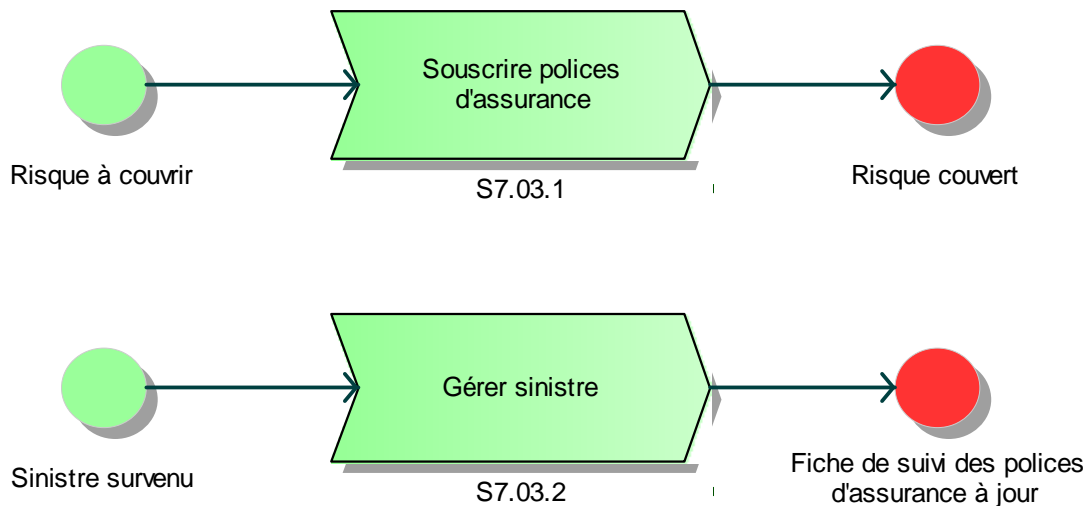 Souscrire polices
d'assurance
Risque à couvrir
Risque couvert
S7.03.1
Gérer sinistre
Sinistre survenu
Fiche de suivi des polices
d'assurance à jour
S7.03.2